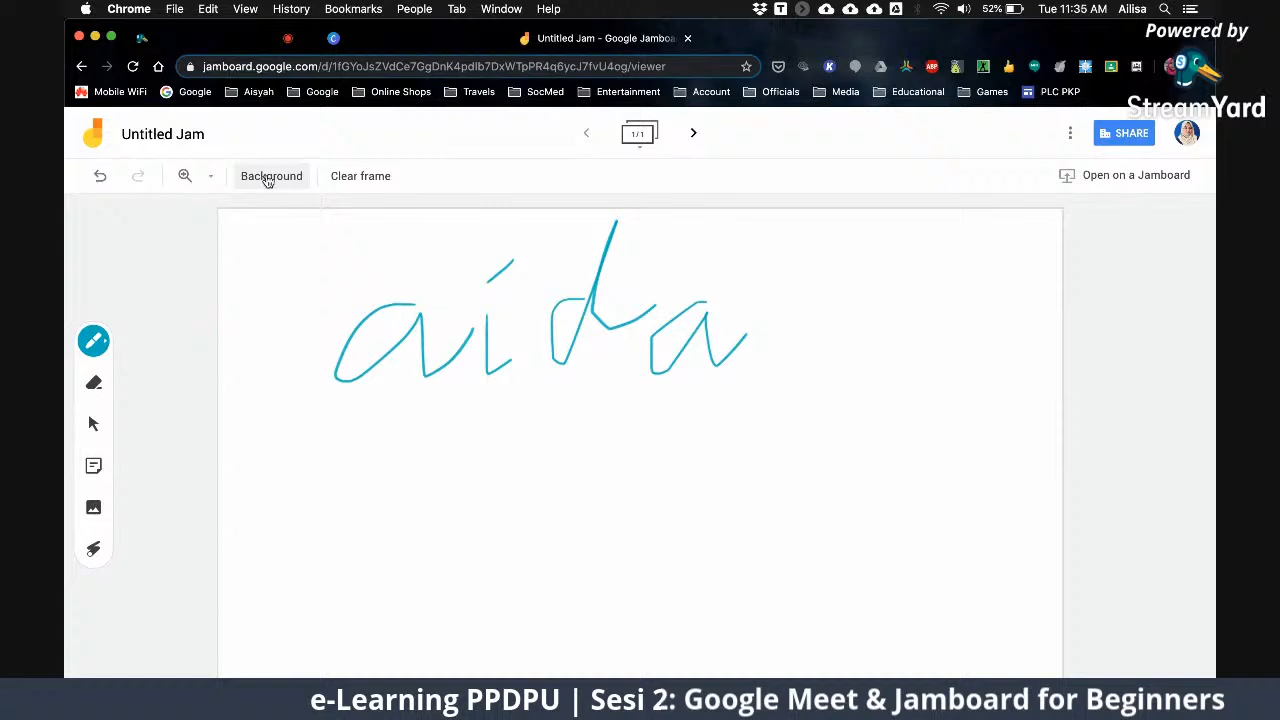 Chrome File Edit View History Bookmarks People Tab Window Help 52% Tue 11:35 AM Ailisa
Powered by
StreamYard
Untitled Jam - Google Jamboa
jamboard.google.com/d/1fGYoJsZVdCe7GgDnK4pdlb7DxWTpPR4q6ycJ7fvU4og/viewer
Mobile WiFi Google Aisyah Google Online Shops Travels SocMed Entertainment Account Officials Media Educational Games PLC PKP
Untitled Jam 1/1 SHARE
Background Clear frame Open on a Jamboard
aida
e-Learning PPDPU | Sesi 2: Google Meet & Jamboard for Beginners